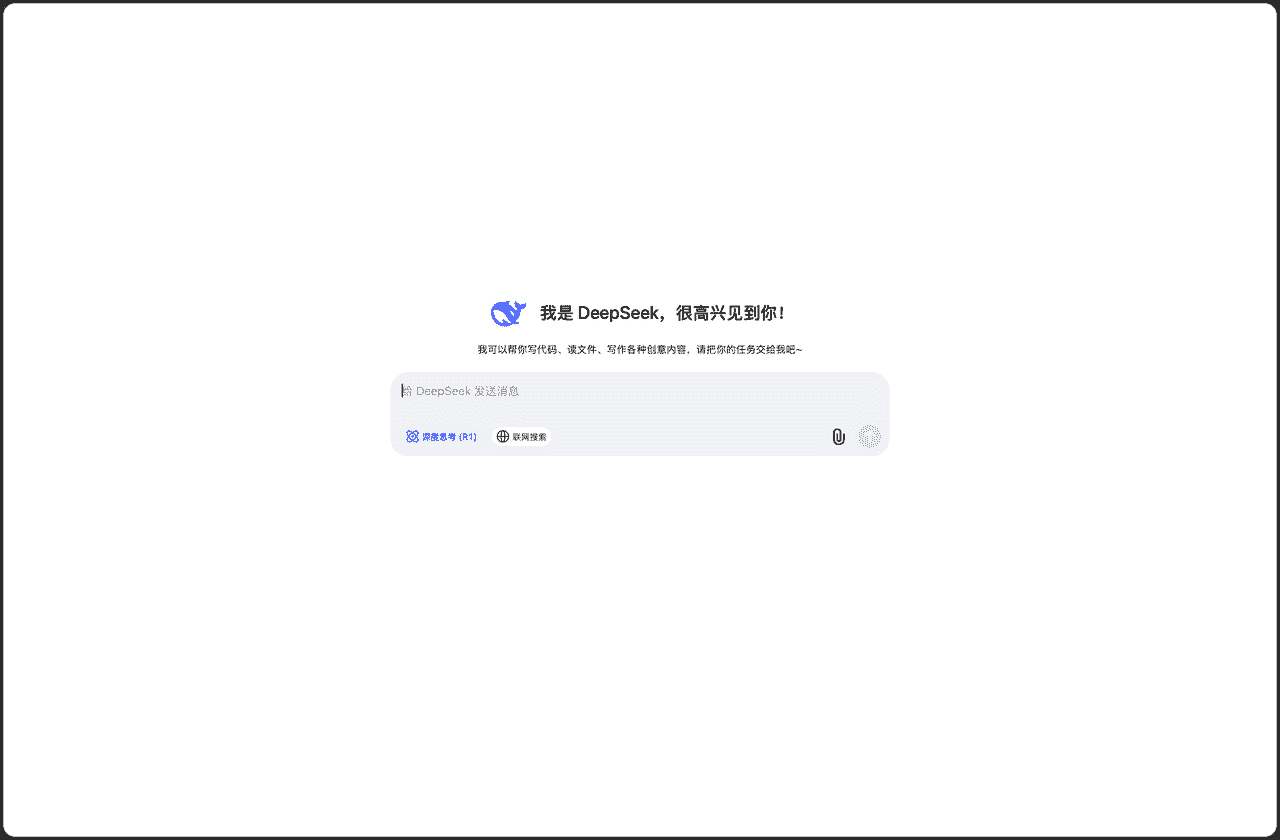 我是 DeepSeek，很高兴见到你！
我可以帮你写代码、读文件、写作各种创意内容，请把你的任务交给我吧~
给 DeepSeek 发送消息
深度思考 (R1)
联网搜索